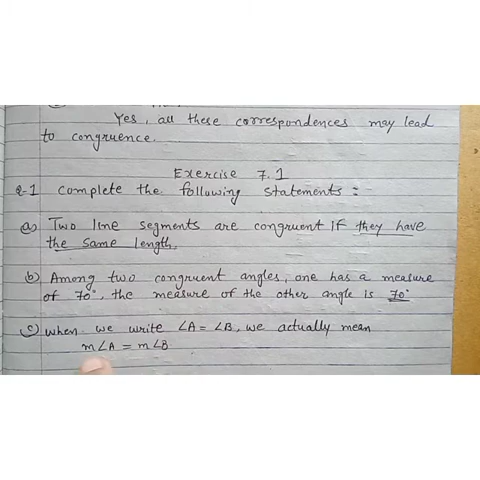 Yes, all these correspondences may lead
to congruence.
Exercise 7.1
Q-1 Complete the following statements :
a) Two line segments are congruent if they have
the same length.
b) Among two congruent angles, one has a measure
of 70°, the measure of the other angle is 70°
c) When we write ∠A = ∠B, we actually mean
m∠A = m∠B